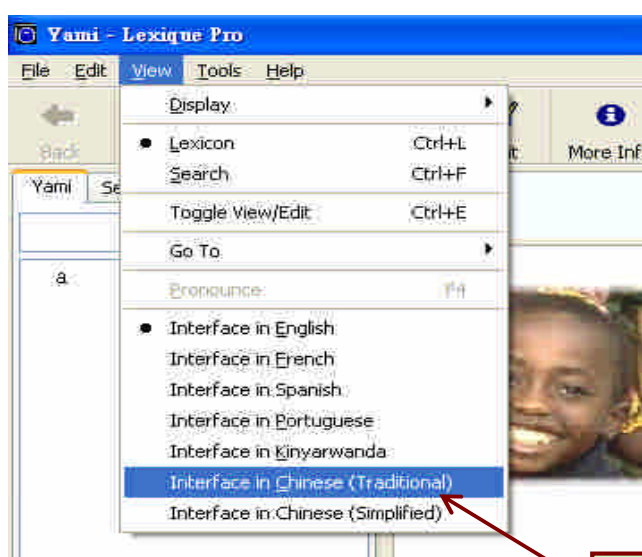 Yami - Lexique Pro
File Edit View Tools Help
Back
More Inf
Yami Se
a
Display
Lexicon Ctrl+L
Search Ctrl+F
Toggle View/Edit Ctrl+E
Go To
Pronounce F4
Interface in English
Interface in French
Interface in Spanish
Interface in Portuguese
Interface in Kinyarwanda
Interface in Chinese (Traditional)
Interface in Chinese (Simplified)